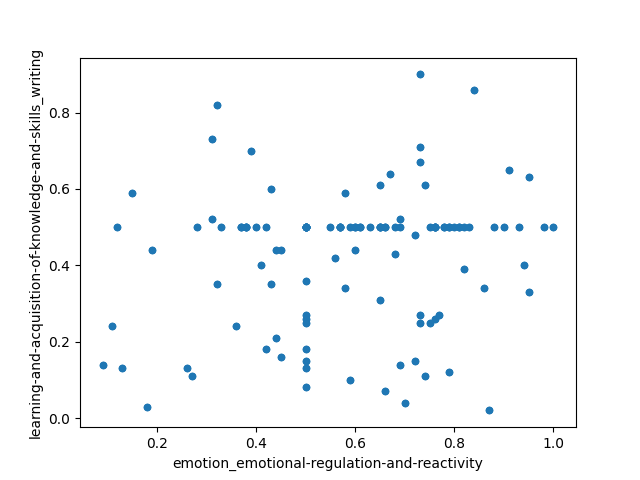 learning-and-acquisition-of-knowledge-and-skills_writing
0.8
0.6
0.4
0.2
0.0
0.2 0.4 0.6 0.8 1.0
emotion_emotional-regulation-and-reactivity